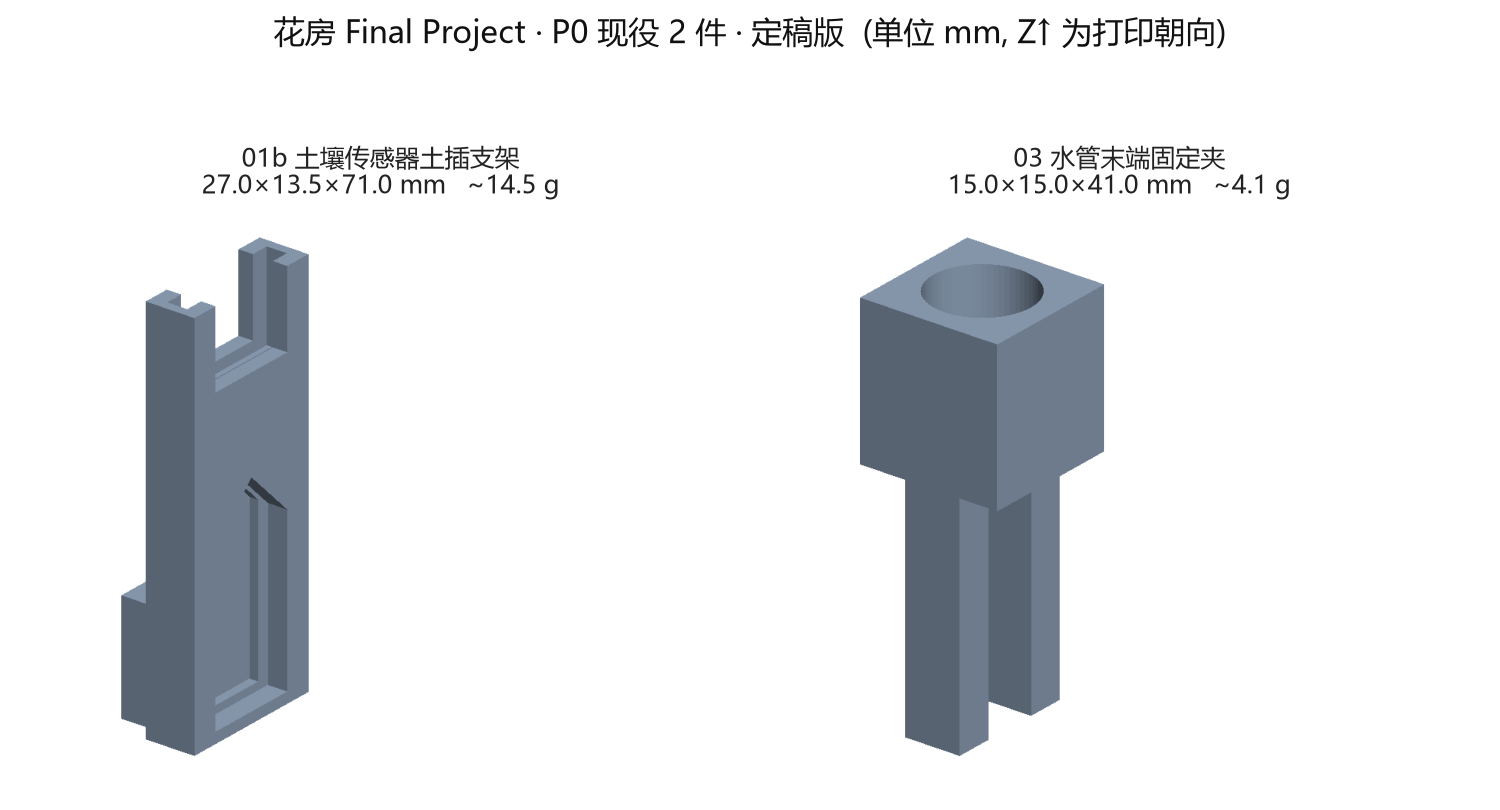 花房 Final Project · P0 现役 2 件 · 定稿版 (单位 mm, Z↑ 为打印朝向)
01b 土壤传感器土插支架
27.0×13.5×71.0 mm ~14.5 g
03 水管末端固定夹
15.0×15.0×41.0 mm ~4.1 g